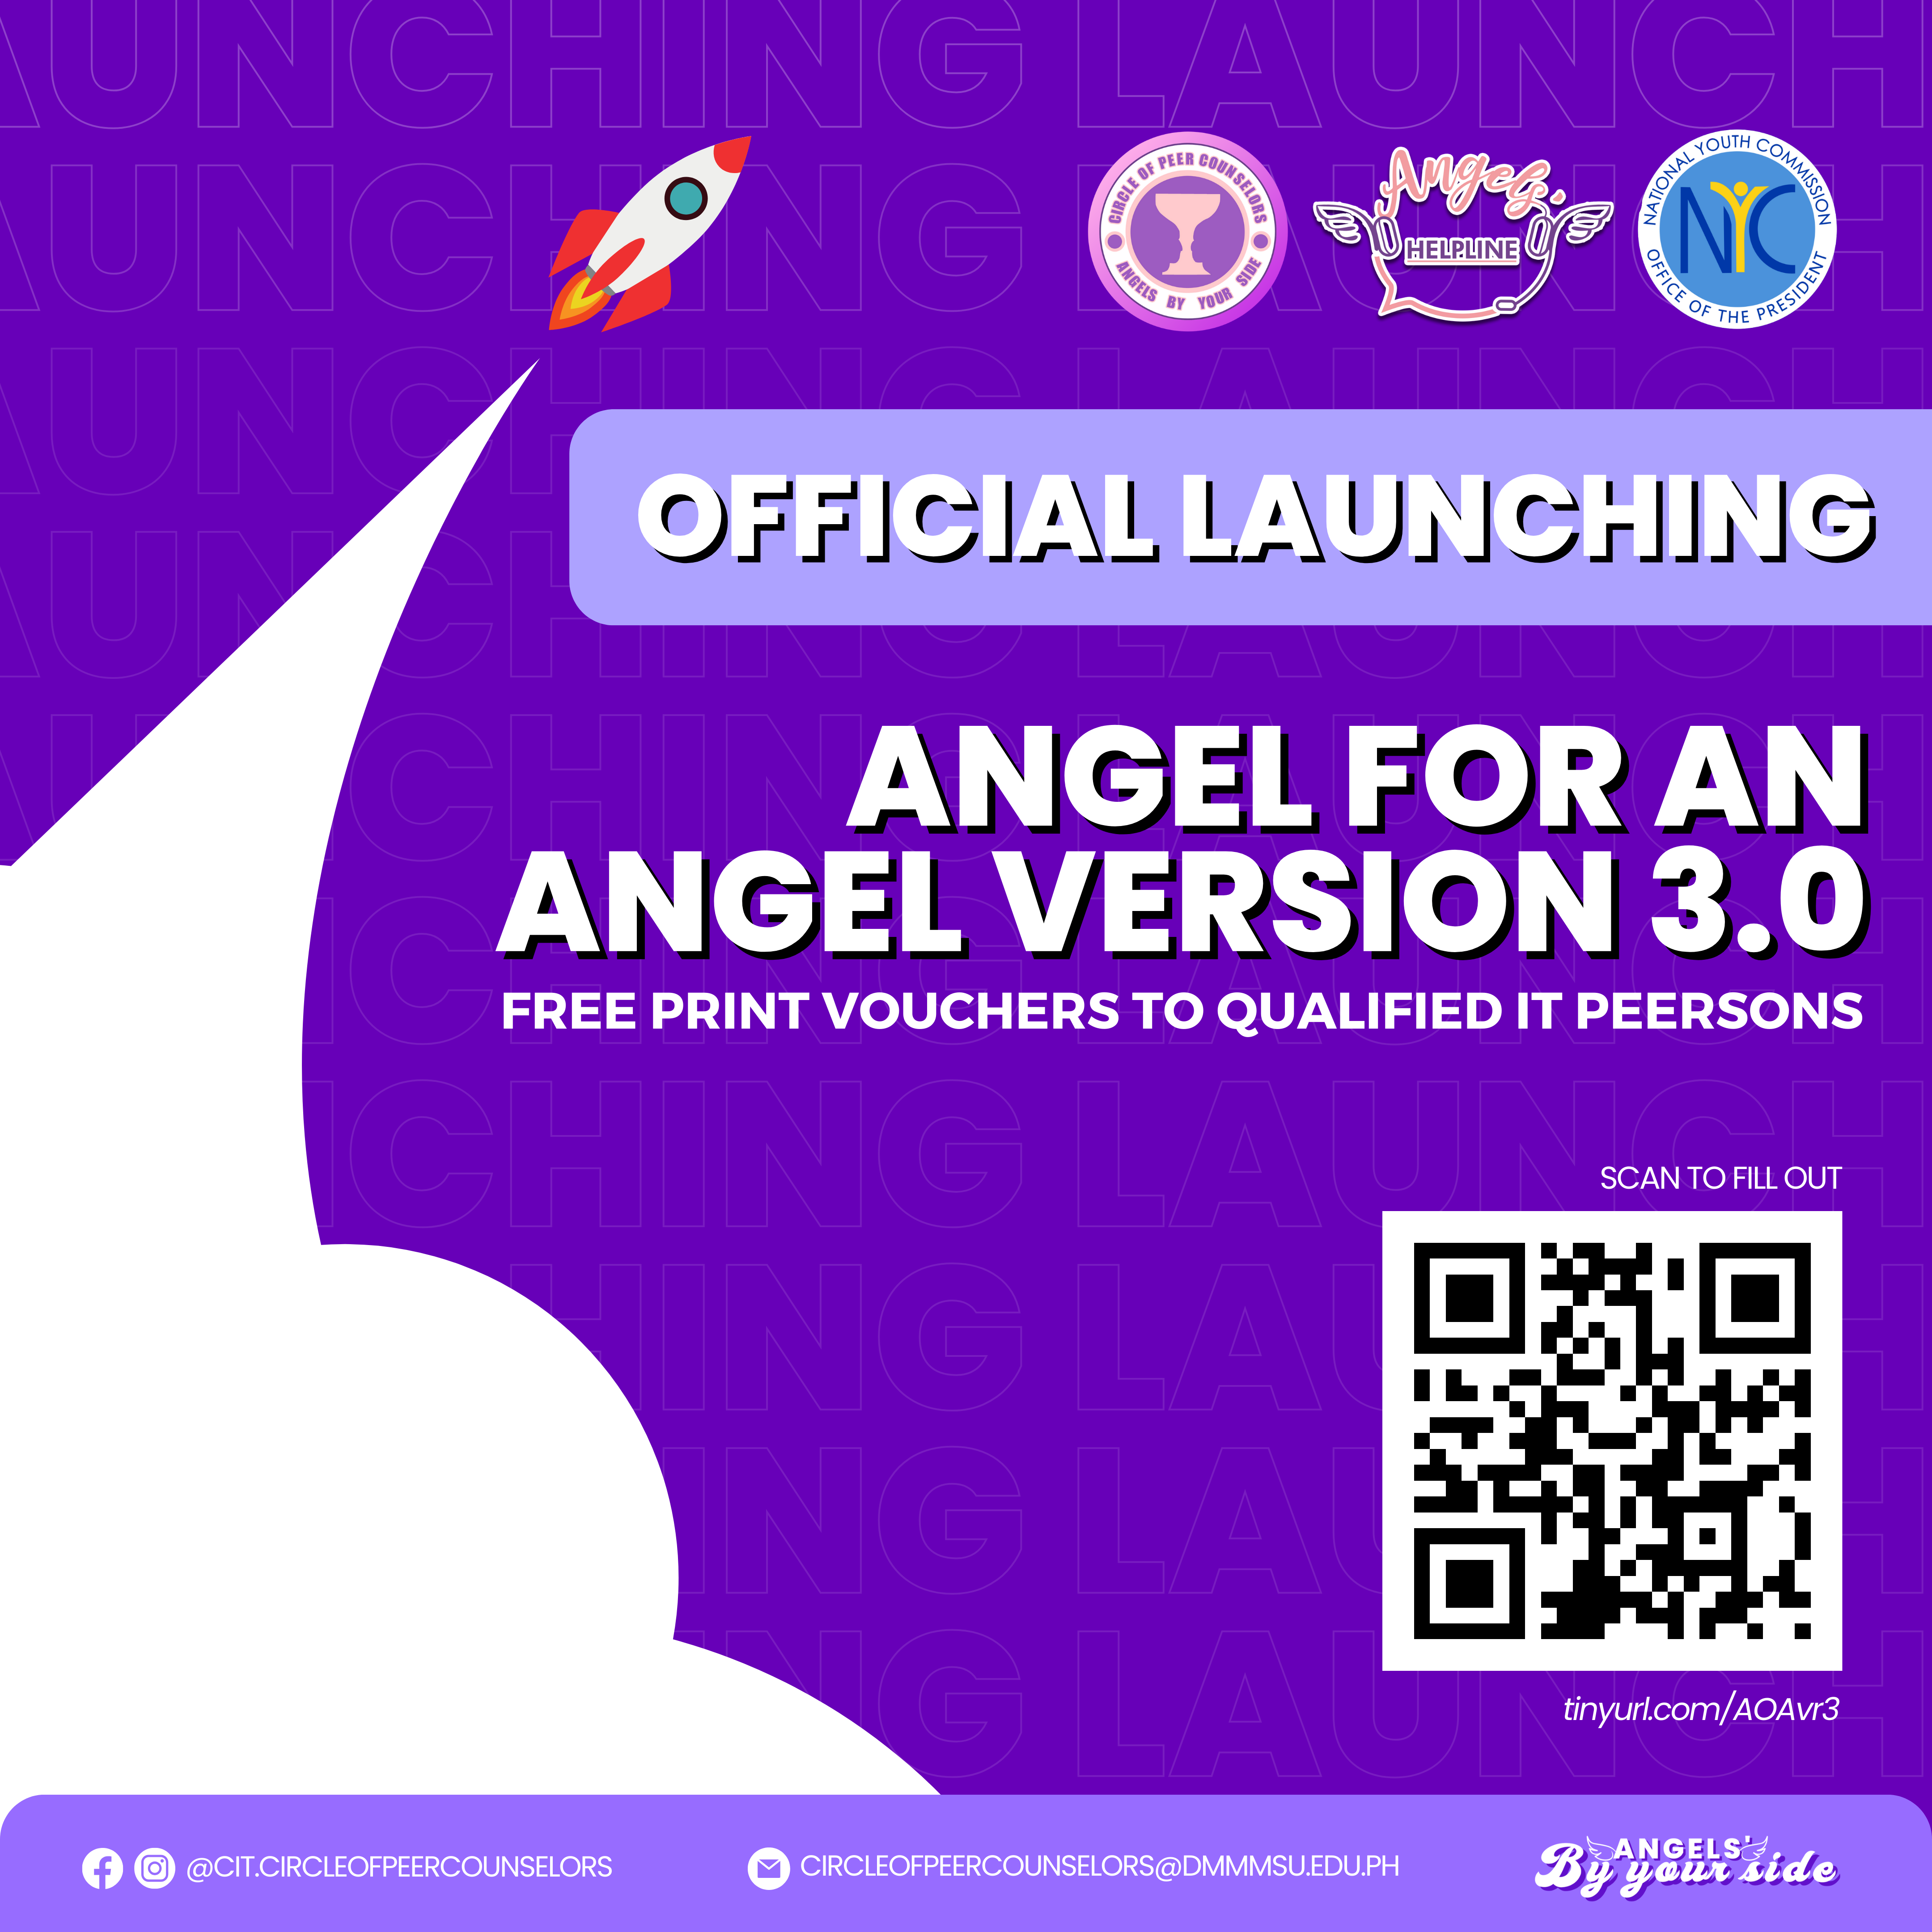 LAUNCHING LAUNCH
CIRCLE OF PEER COUNSELORS
ANGELS BY YOUR SIDE
Angels'
HELPLINE
NATIONAL YOUTH COMMISSION
NYC
OFFICE OF THE PRESIDENT
OFFICIAL LAUNCHING
ANGEL FOR AN
ANGEL VERSION 3.0
FREE PRINT VOUCHERS TO QUALIFIED IT PEERSONS
SCAN TO FILL OUT
tinyurl.com/AOAvr3
@CIT.CIRCLEOFPEERCOUNSELORS
CIRCLEOFPEERCOUNSELORS@DMMMSU.EDU.PH
ANGELS'
By your side